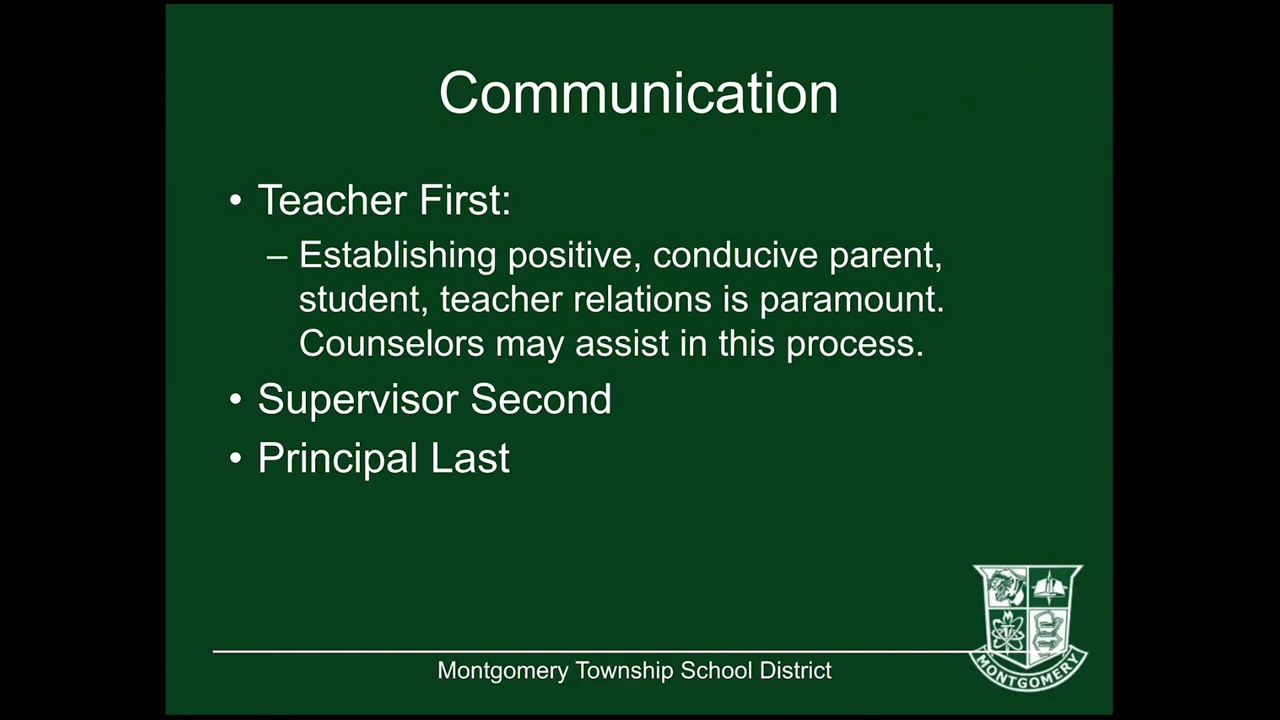 Communication
• Teacher First:
– Establishing positive, conducive parent,
student, teacher relations is paramount.
Counselors may assist in this process.
• Supervisor Second
• Principal Last
Montgomery Township School District
MONTGOMERY